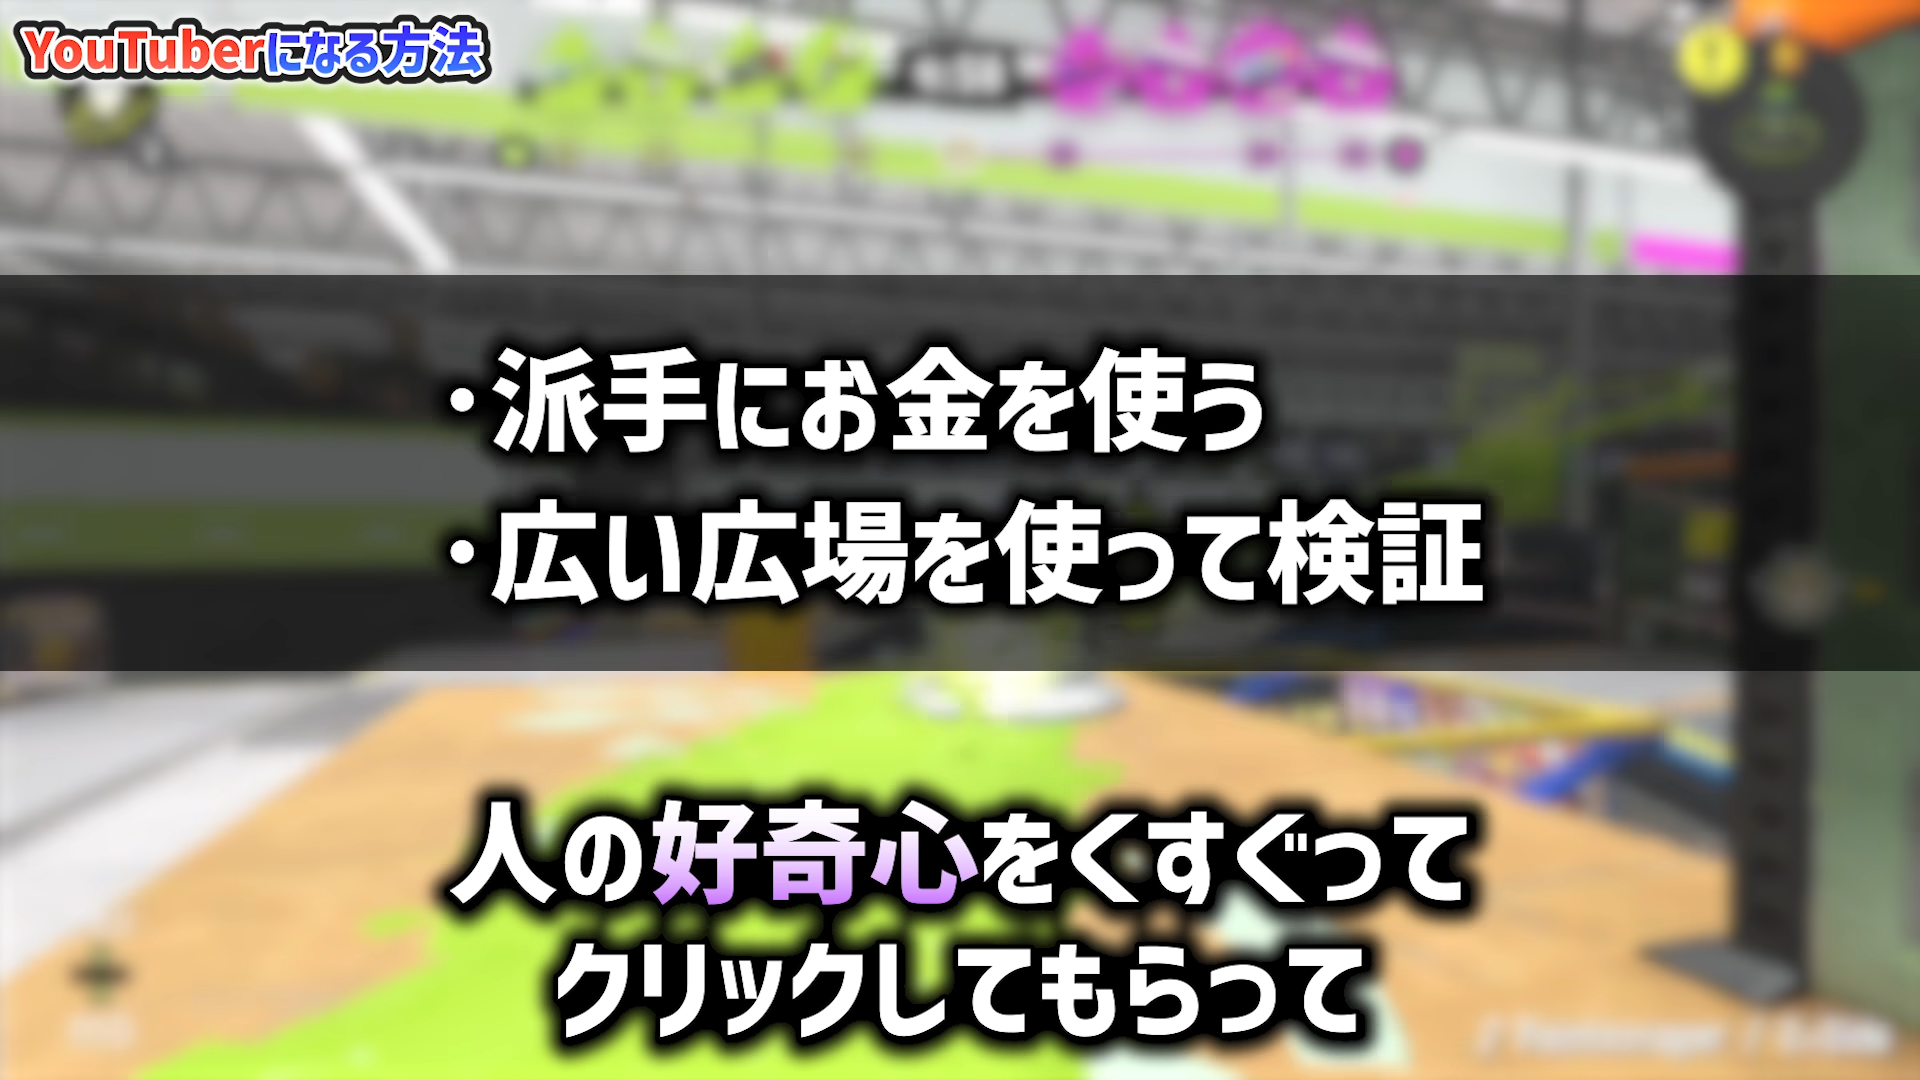 YouTuberになる方法
・派手にお金を使う
・広い広場を使って検証
人の好奇心をくすぐって
クリックしてもらって